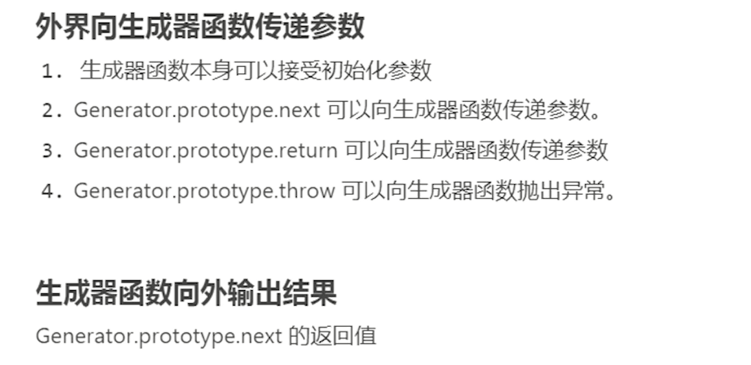 外界向生成器函数传递参数
1. 生成器函数本身可以接受初始化参数
2. Generator.prototype.next 可以向生成器函数传递参数。
3. Generator.prototype.return 可以向生成器函数传递参数
4. Generator.prototype.throw 可以向生成器函数抛出异常。
生成器函数向外输出结果
Generator.prototype.next 的返回值